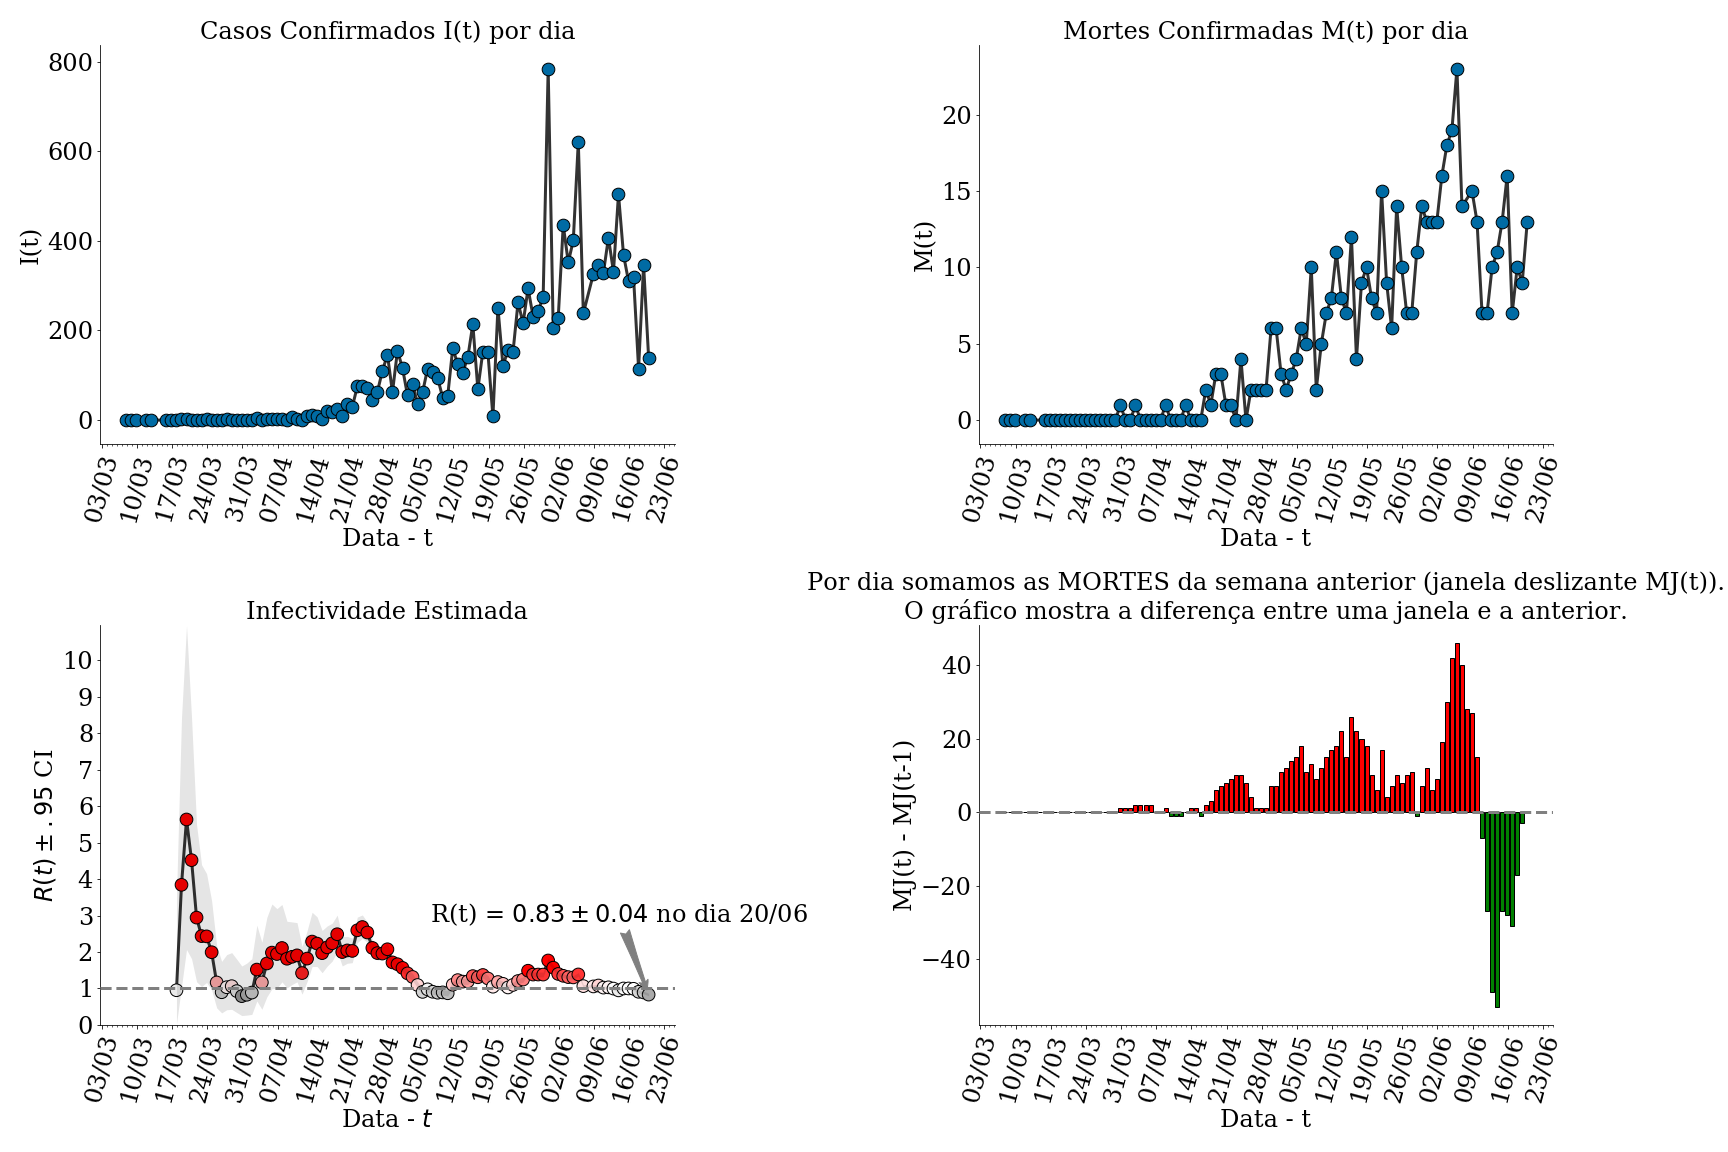 Casos Confirmados I(t) por dia
800
600
400
200
0
I(t)
03/03 10/03 17/03 24/03 31/03 07/04 14/04 21/04 28/04 05/05 12/05 19/05 26/05 02/06 09/06 16/06 23/06
Data - t
Mortes Confirmadas M(t) por dia
20
15
10
5
0
M(t)
03/03 10/03 17/03 24/03 31/03 07/04 14/04 21/04 28/04 05/05 12/05 19/05 26/05 02/06 09/06 16/06 23/06
Data - t
Infectividade Estimada
10
9
8
7
6
5
4
3
2
1
0
R(t) ± .95 CI
R(t) = 0.83 ± 0.04 no dia 20/06
03/03 10/03 17/03 24/03 31/03 07/04 14/04 21/04 28/04 05/05 12/05 19/05 26/05 02/06 09/06 16/06 23/06
Data - t
Por dia somamos as MORTES da semana anterior (janela deslizante MJ(t)).
O gráfico mostra a diferença entre uma janela e a anterior.
40
20
0
−20
−40
MJ(t) - MJ(t-1)
03/03 10/03 17/03 24/03 31/03 07/04 14/04 21/04 28/04 05/05 12/05 19/05 26/05 02/06 09/06 16/06 23/06
Data - t